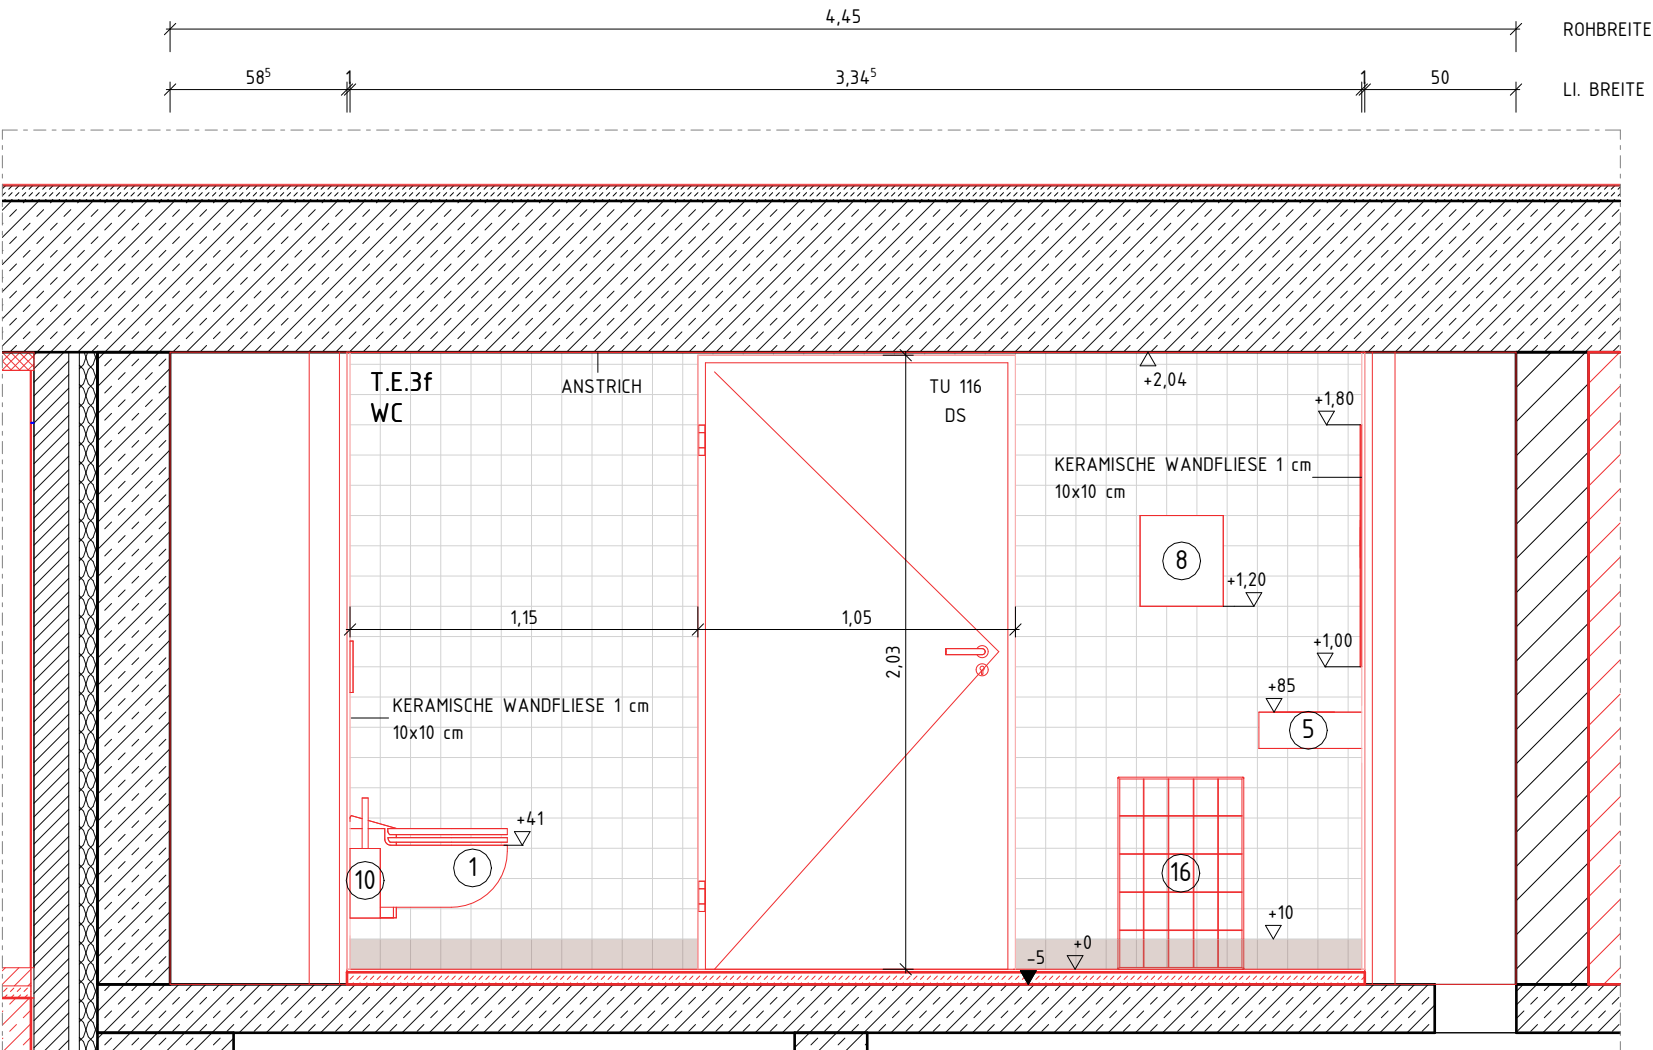 4,45
ROHBREITE
58⁵
1
3,34⁵
1
50
LI. BREITE
T.E.3f
WC
ANSTRICH
TU 116
DS
+2,04
+1,80
KERAMISCHE WANDFLIESE 1 cm
10x10 cm
8
+1,20
1,15
1,05
2,03
+1,00
+85
5
KERAMISCHE WANDFLIESE 1 cm
10x10 cm
+41
1
10
16
+10
+0
-5